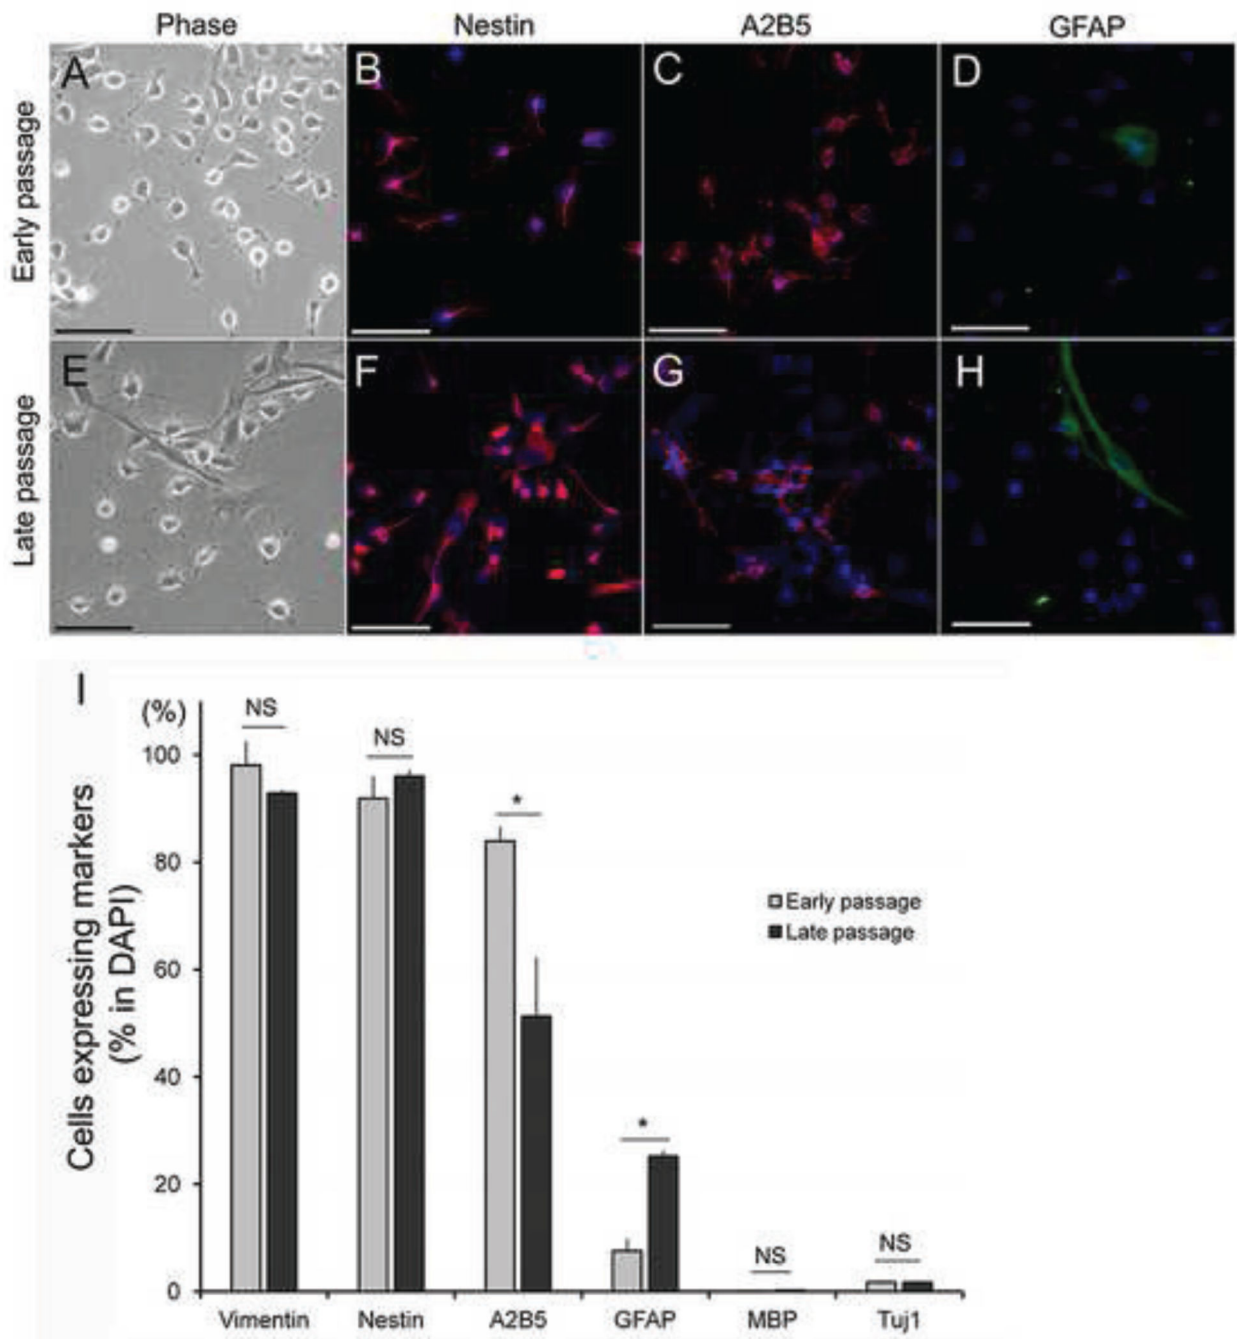 Phase Nestin A2B5 GFAP
Early passage
A B C D
Late passage
E F G H
I
(%)
NS
NS
*
*
NS
NS
100
80
60
40
20
0
Cells expressing markers
(% in DAPI)
Early passage
Late passage
Vimentin Nestin A2B5 GFAP MBP Tuj1